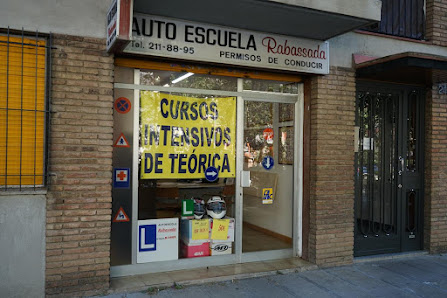 AUTO ESCUELA Rabassada
Tel. 211-88-95 PERMISOS DE CONDUCIR
CURSOS
INTENSIVOS
DE TEÓRICA
L
L